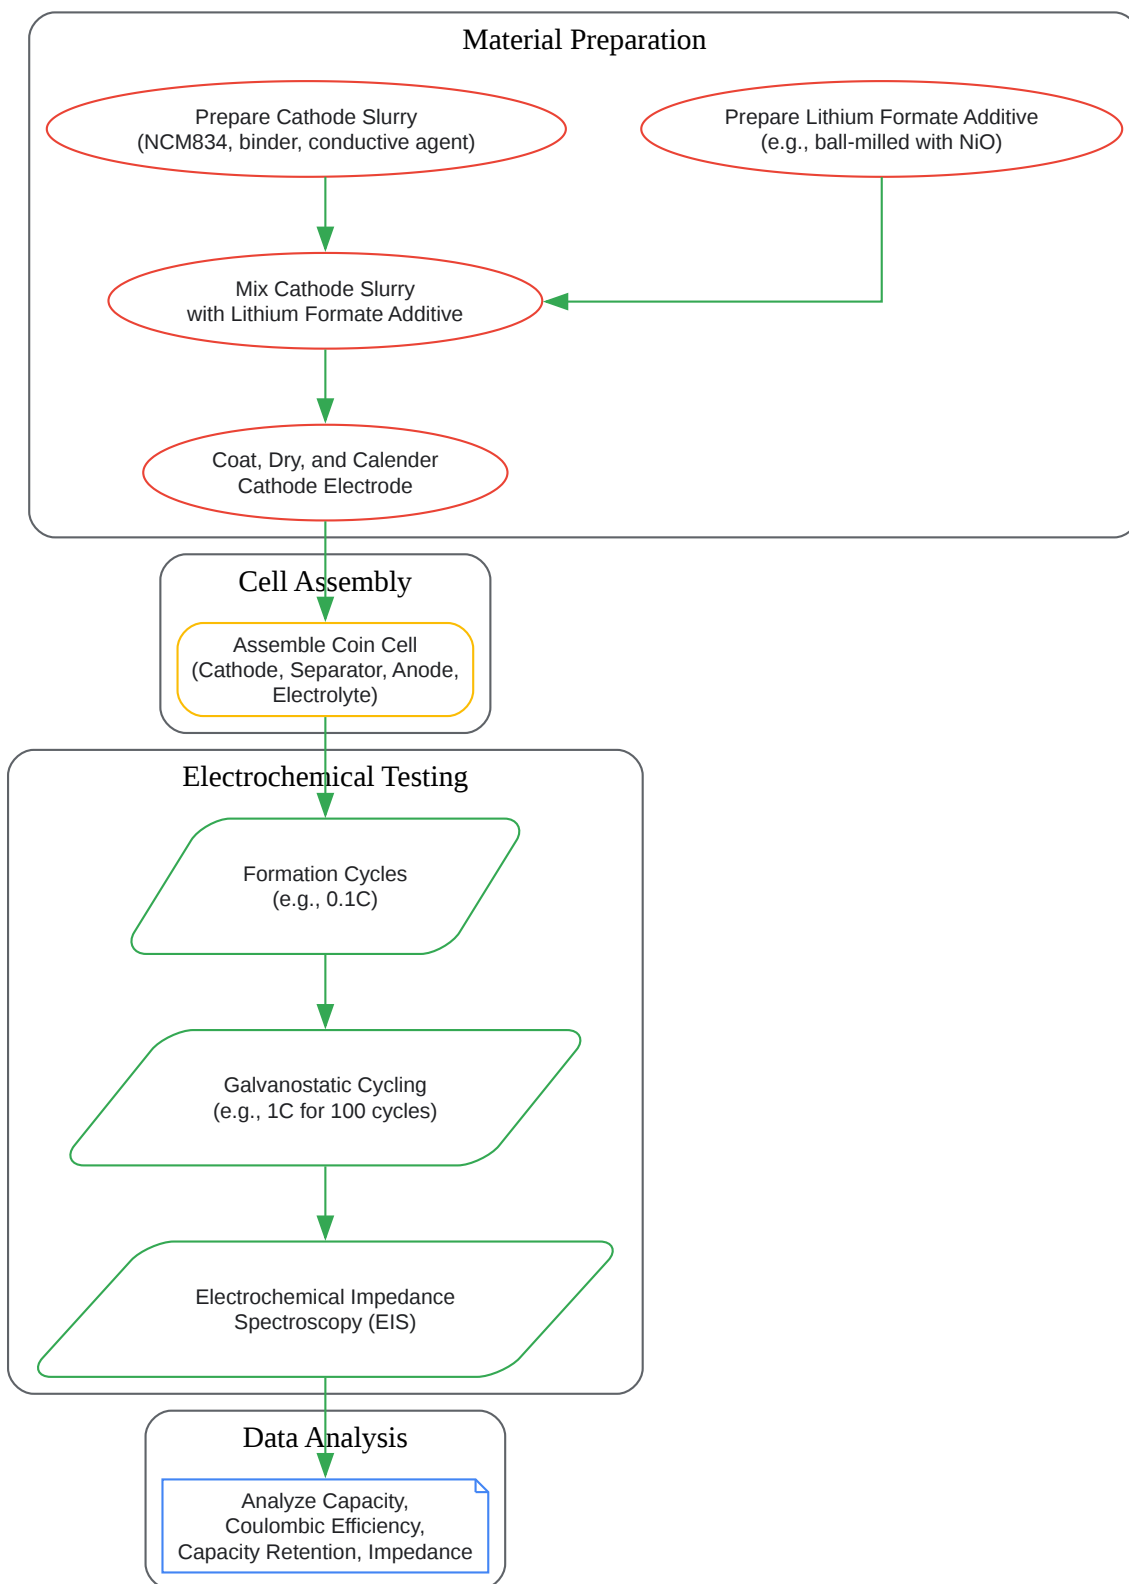 Material Preparation
Prepare Cathode Slurry
(NCM834, binder, conductive agent)
Prepare Lithium Formate Additive
(e.g., ball-milled with NiO)
Mix Cathode Slurry
with Lithium Formate Additive
Coat, Dry, and Calender
Cathode Electrode
Cell Assembly
Assemble Coin Cell
(Cathode, Separator, Anode,
Electrolyte)
Electrochemical Testing
Formation Cycles
(e.g., 0.1C)
Galvanostatic Cycling
(e.g., 1C for 100 cycles)
Electrochemical Impedance
Spectroscopy (EIS)
Data Analysis
Analyze Capacity,
Coulombic Efficiency,
Capacity Retention, Impedance